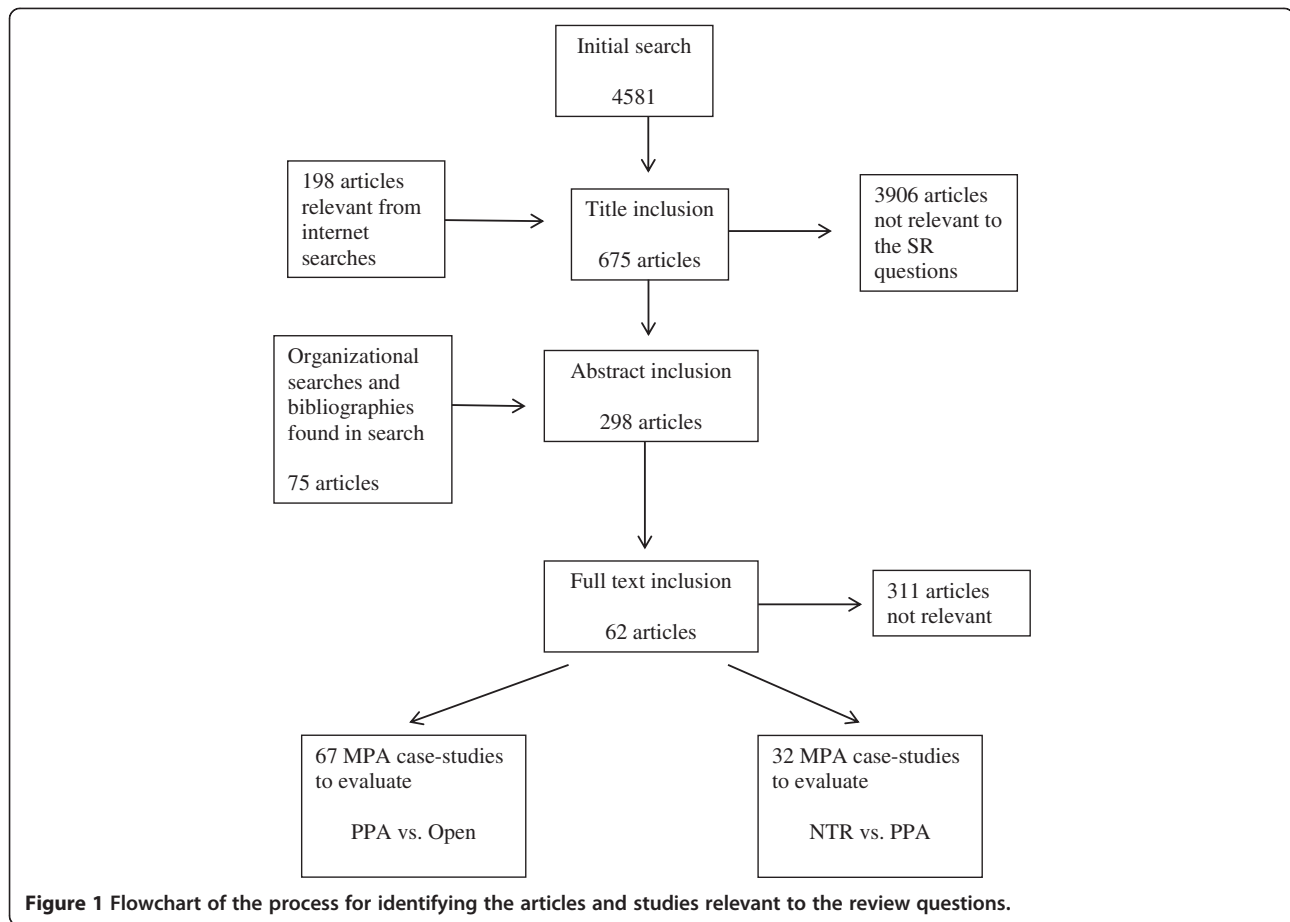 Initial search
4581
198 articles
relevant from
internet
searches
Title inclusion
675 articles
3906 articles
not relevant to
the SR
questions
Organizational
searches and
bibliographies
found in search
75 articles
Abstract inclusion
298 articles
Full text inclusion
62 articles
311 articles
not relevant
67 MPA case-studies
to evaluate
PPA vs. Open
32 MPA case-studies
to evaluate
NTR vs. PPA
Figure 1 Flowchart of the process for identifying the articles and studies relevant to the review questions.